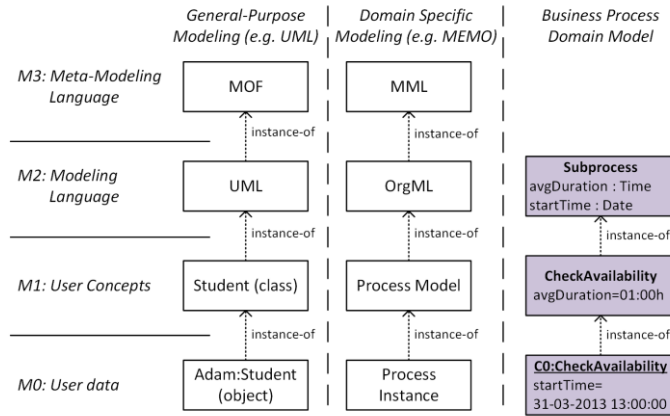 General-Purpose
Modeling (e.g. UML)
Domain Specific
Modeling (e.g. MEMO)
Business Process
Domain Model
M3: Meta-Modeling
Language
MOF
MML
instance-of
instance-of
M2: Modeling
Language
UML
OrgML
Subprocess
avgDuration : Time
startTime : Date
instance-of
instance-of
instance-of
M1: User Concepts
Student (class)
Process Model
CheckAvailability
avgDuration=01:00h
instance-of
instance-of
instance-of
M0: User data
Adam:Student
(object)
Process
Instance
C0:CheckAvailability
startTime=
31-03-2013 13:00:00